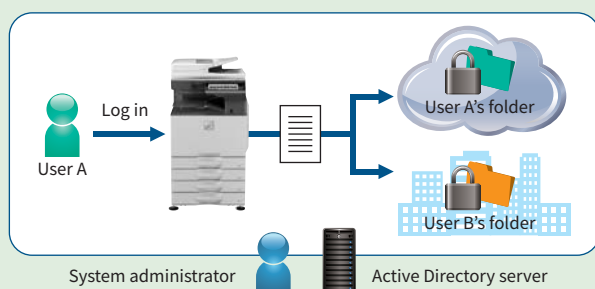 Log in
User A
User A's folder
User B's folder
System administrator
Active Directory server